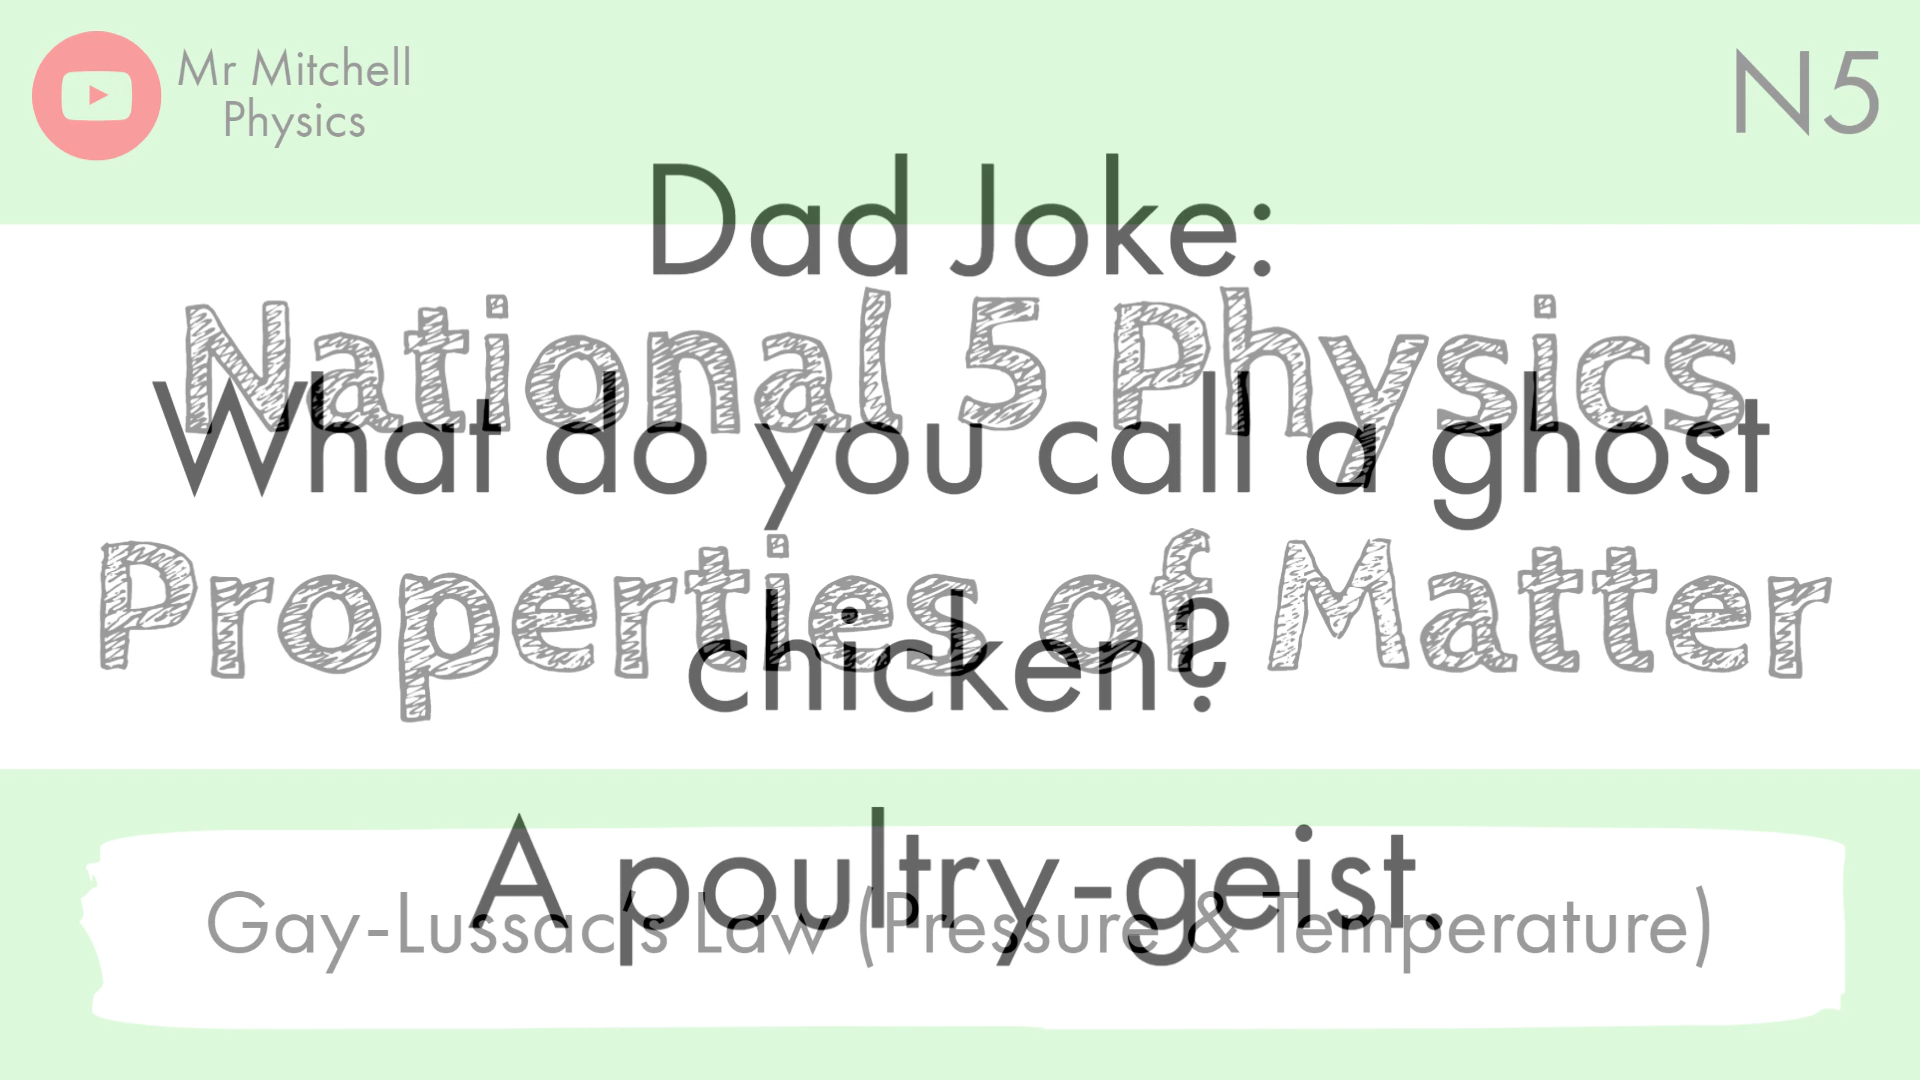 Mr Mitchell
Physics
N5
Dad Joke:
National 5 Physics
What do you call a ghost
Properties of Matter
chicken?
A poultry-geist.
Gay-Lussac's Law (Pressure & Temperature)